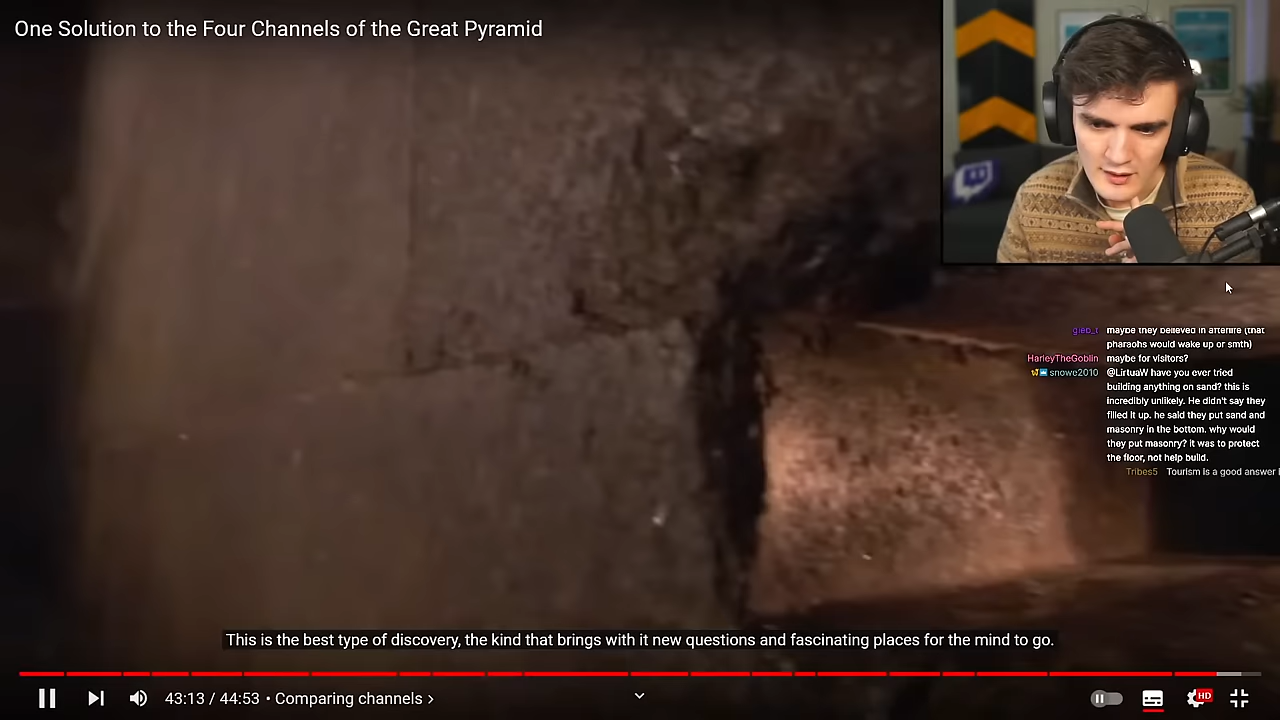 One Solution to the Four Channels of the Great Pyramid
gleb_t maybe they believed in afterlife (that
pharaohs would wake up or smth)
HarleyTheGoblin maybe for visitors?
snowe2010 @LirtuaW have you ever tried
building anything on sand? this is
incredibly unlikely. He didn't say they
filled it up. he said they put sand and
masonry in the bottom. why would
they put masonry? it was to protect
the floor, not help build.
Tribes5 Tourism is a good answer
This is the best type of discovery, the kind that brings with it new questions and fascinating places for the mind to go.
43:13 / 44:53 • Comparing channels ›
HD